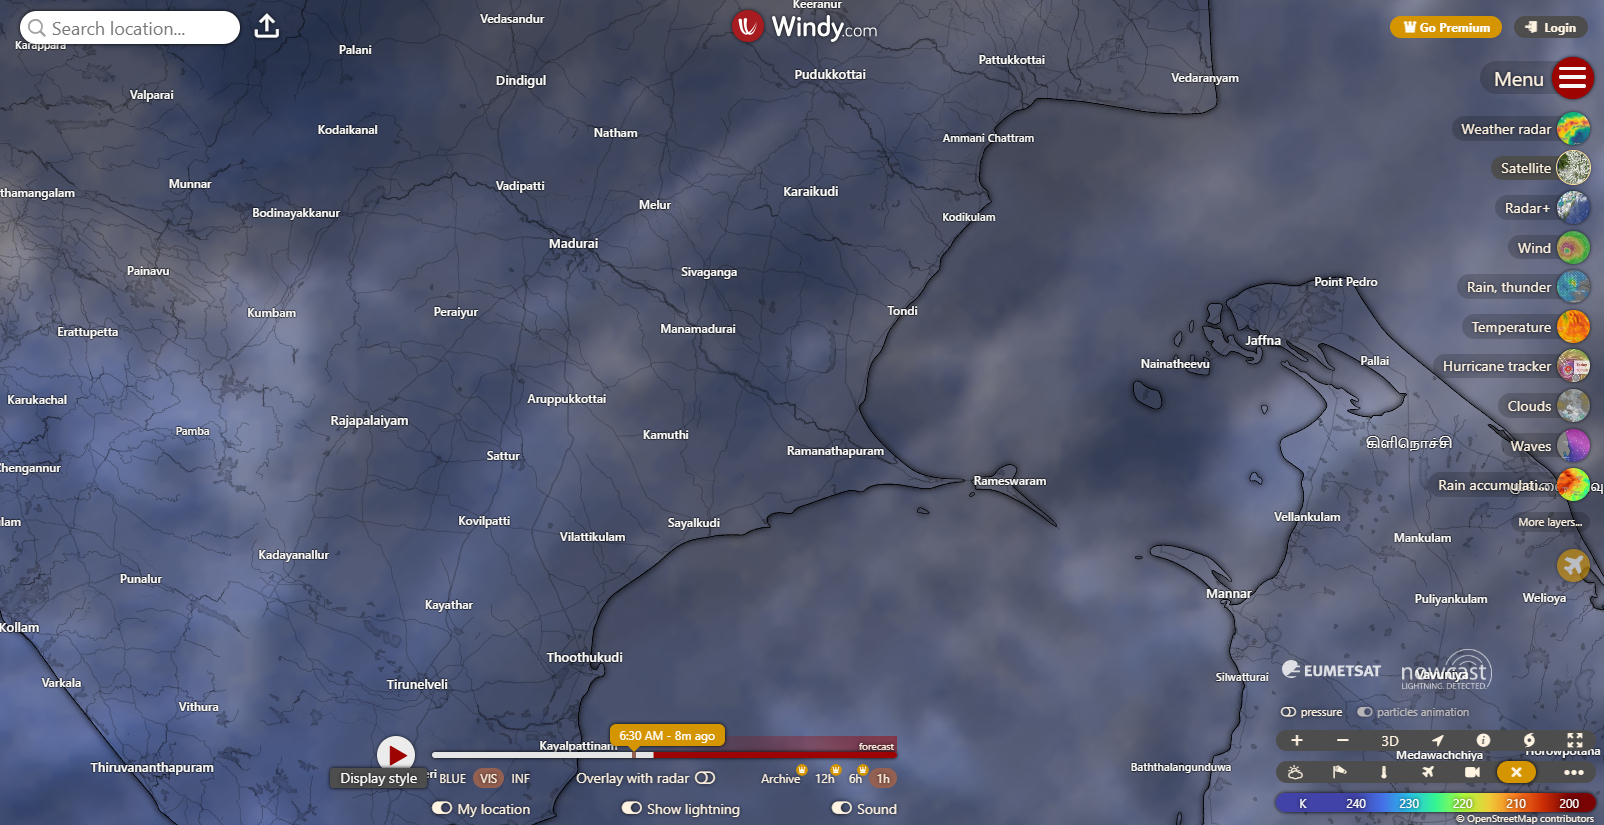 Search location...
Windy.com
Go Premium
Login
Menu
Weather radar
Satellite
Radar+
Wind
Rain, thunder
Temperature
Hurricane tracker
Clouds
Waves
Rain accumulati
More layers...
Keeranur
Vedasandur
Karappara
Palani
Pattukkottai
Pudukkottai
Vedaranyam
Dindigul
Valparai
Kodaikanal
Natham
Ammani Chattram
thamangalam
Munnar
Vadipatti
Karaikudi
Bodinayakkanur
Melur
Kodikulam
Madurai
Painavu
Sivaganga
Point Pedro
Kumbam
Peraiyur
Tondi
Erattupetta
Manamadurai
Jaffna
Nainatheevu
Pallai
Karukachal
Aruppukkottai
Rajapalaiyam
Pamba
Kamuthi
கிளிநொச்சி
Sattur
Ramanathapuram
Chengannur
Rameswaram
Kovilpatti
Sayalkudi
Vellankulam
Vilattikulam
Mankulam
Kadayanallur
Punalur
Mannar
Puliyankulam
Welioya
Kayathar
Kollam
Thoothukudi
Varkala
Tirunelveli
Silwatturai
Vavuniya
Vithura
Kayalpattinam
Thiruvananthapuram
Baththalangunduwa
Medawachchiya
Horowpotana
EUMETSAT
nowcast
LIGHTNING. DETECTED.
pressure
particles animation
3D
6:30 AM - 8m ago
forecast
Display style
eri
BLUE
VIS
INF
Overlay with radar
Archive
12h
6h
1h
My location
Show lightning
Sound
K 240 230 220 210 200
© OpenStreetMap contributors